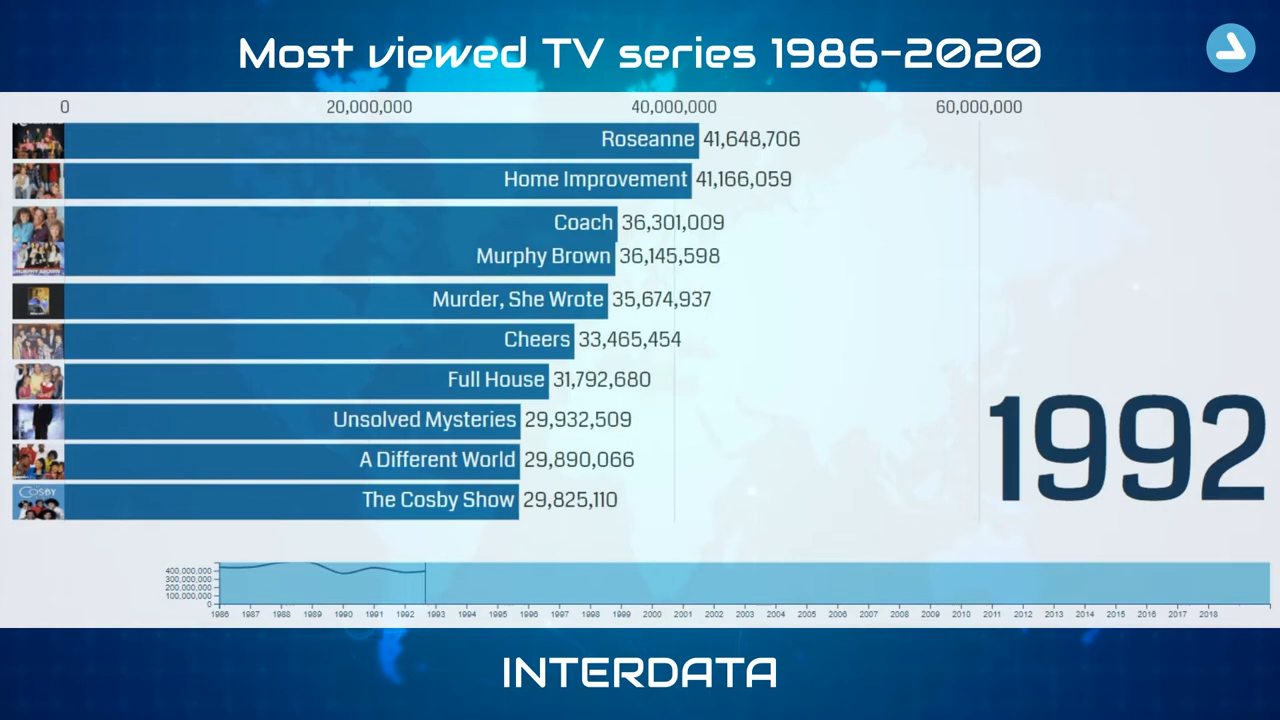 Most viewed TV series 1986-2020
0 20,000,000 40,000,000 60,000,000
Roseanne 41,648,706
Home Improvement 41,166,059
Coach 36,301,009
Murphy Brown 36,145,598
Murder, She Wrote 35,674,937
Cheers 33,465,454
Full House 31,792,680
Unsolved Mysteries 29,932,509
A Different World 29,890,066
COSBY
The Cosby Show 29,825,110
1992
400,000,000
300,000,000
200,000,000
100,000,000
0
1986 1987 1988 1989 1990 1991 1992 1993 1994 1995 1996 1997 1998 1999 2000 2001 2002 2003 2004 2005 2006 2007 2008 2009 2010 2011 2012 2013 2014 2015 2016 2017 2018
INTERDATA